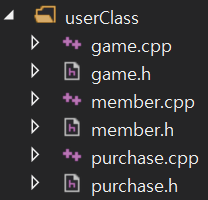 userClass
game.cpp
game.h
member.cpp
member.h
purchase.cpp
purchase.h